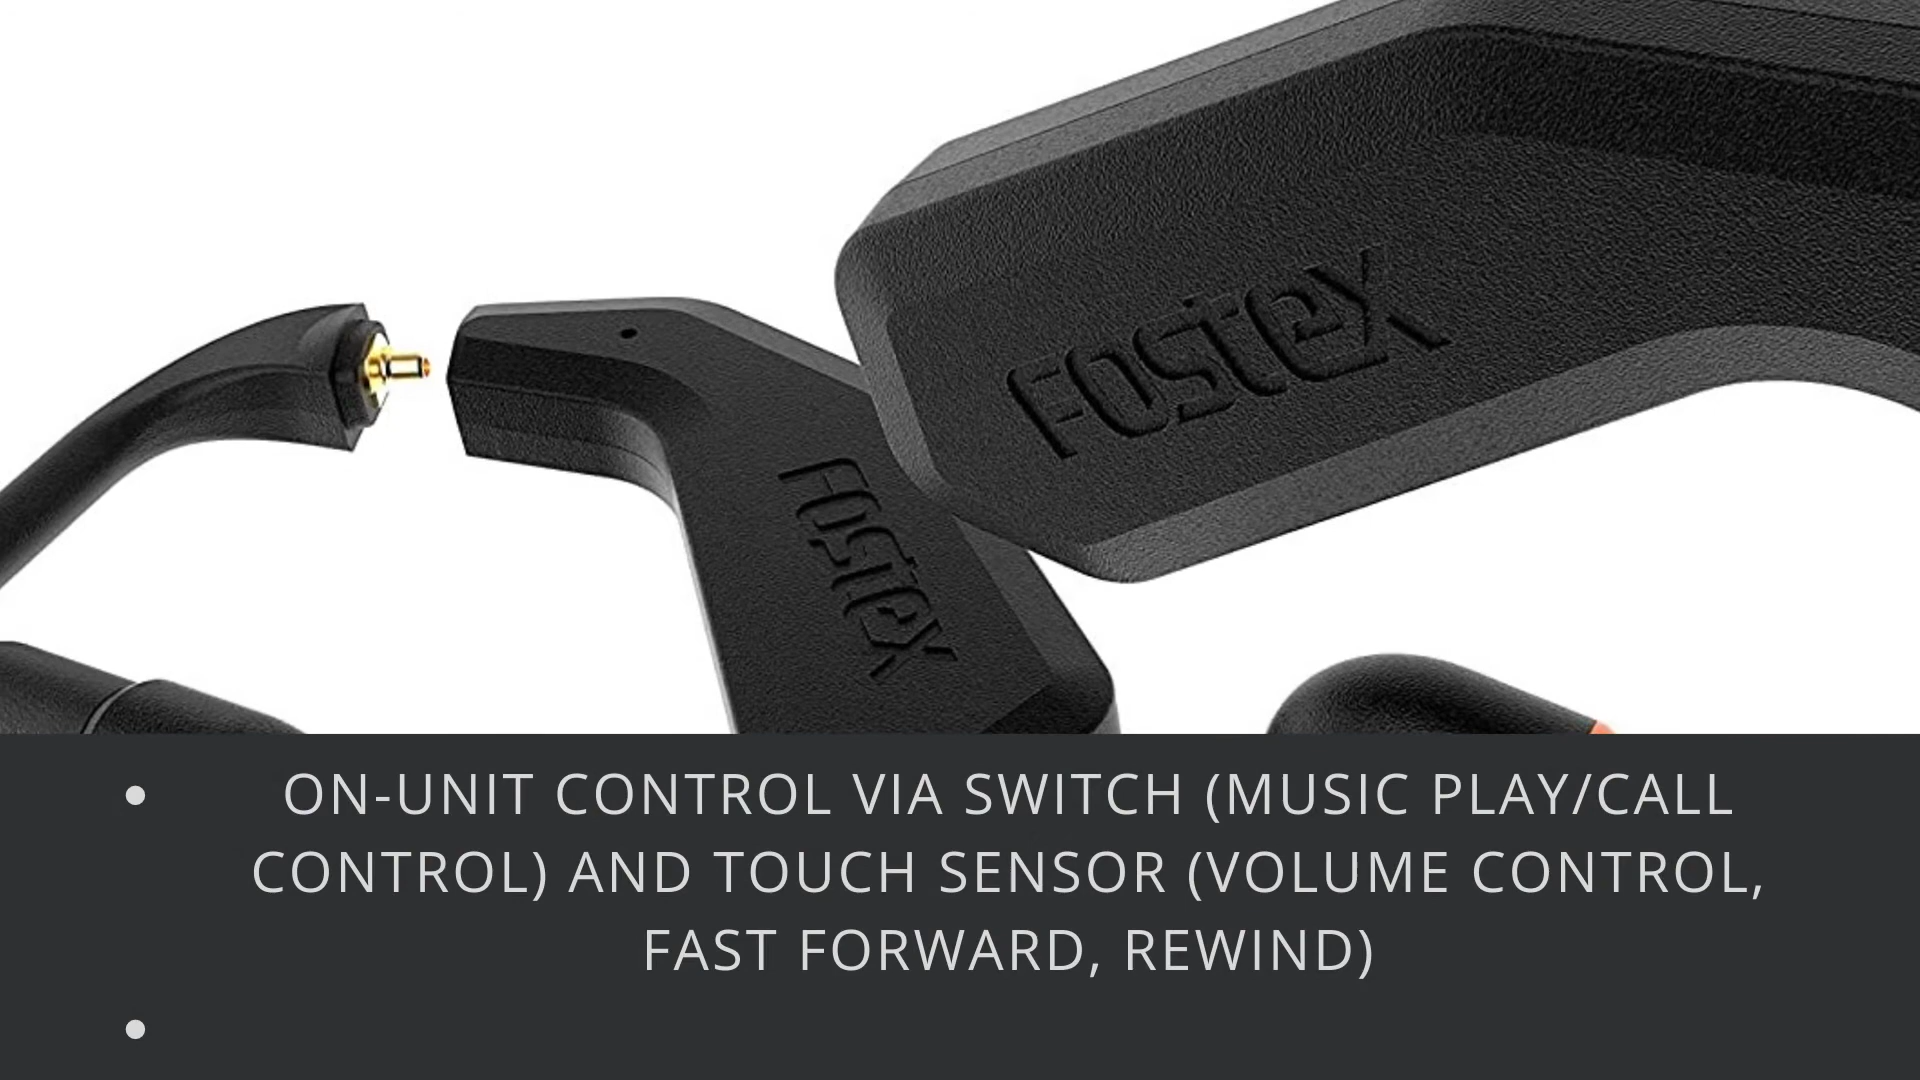 FOSTEX
FOSTEX
• ON-UNIT CONTROL VIA SWITCH (MUSIC PLAY/CALL
CONTROL) AND TOUCH SENSOR (VOLUME CONTROL,
FAST FORWARD, REWIND)
•